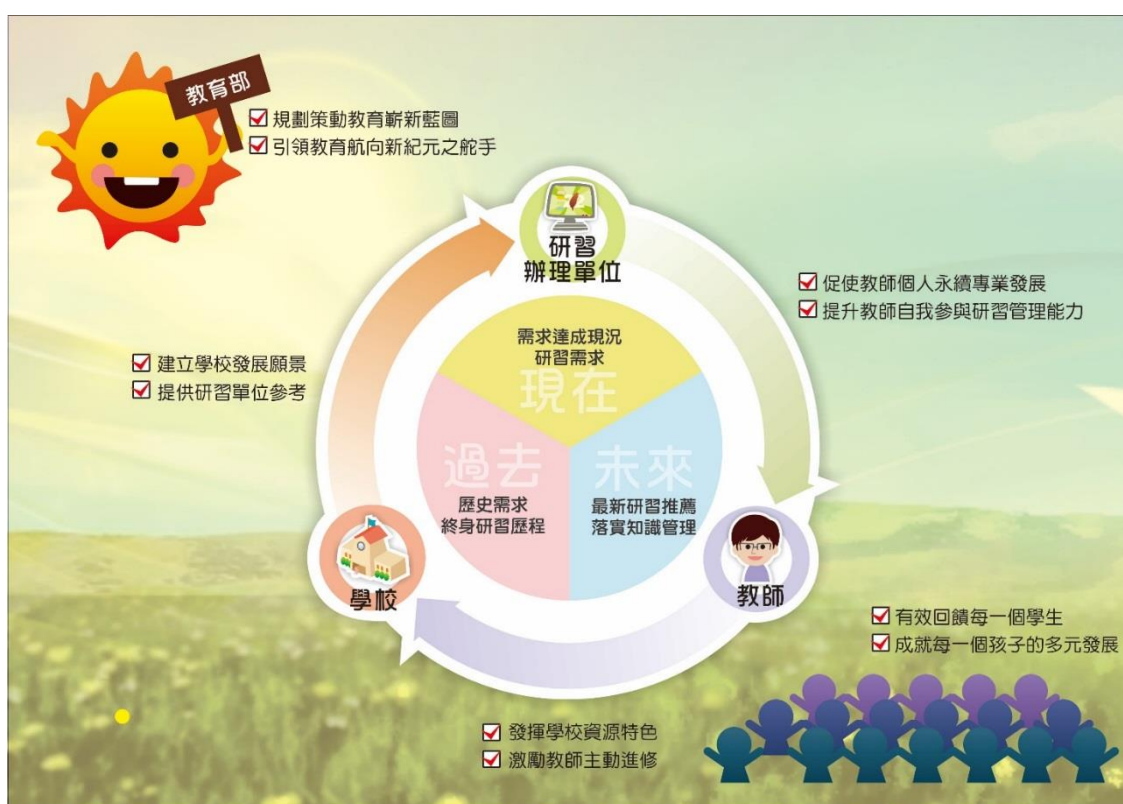 教育部
規劃策動教育嶄新藍圖
引領教育航向新紀元之舵手
研習
辦理單位
促使教師個人永續專業發展
提升教師自我參與研習管理能力
建立學校發展願景
提供研習單位參考
需求達成現況
研習需求
現在
過去
歷史需求
終身研習歷程
未來
最新研習推薦
落實知識管理
學校
教師
有效回饋每一個學生
成就每一個孩子的多元發展
發揮學校資源特色
激勵教師主動進修